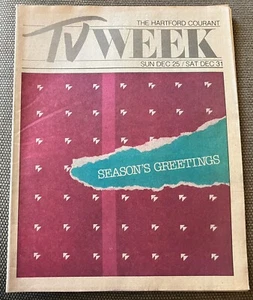 THE HARTFORD COURANT
TV WEEK
SUN DEC 25 / SAT DEC 31
SEASON'S GREETINGS